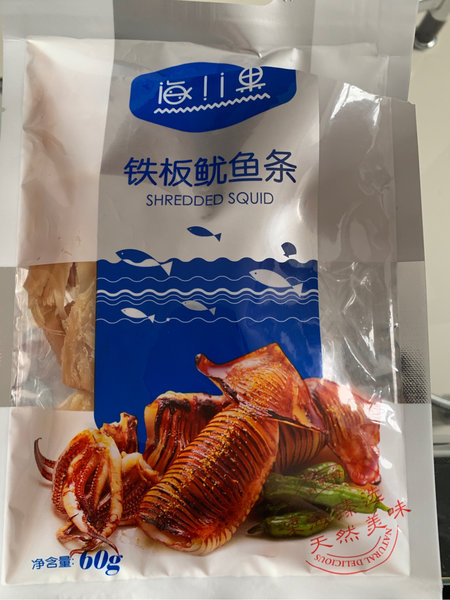 海川果
铁板鱿鱼条
SHREDDED SQUID
天然美味
NATURAL DELICIOUS
净含量: 60g